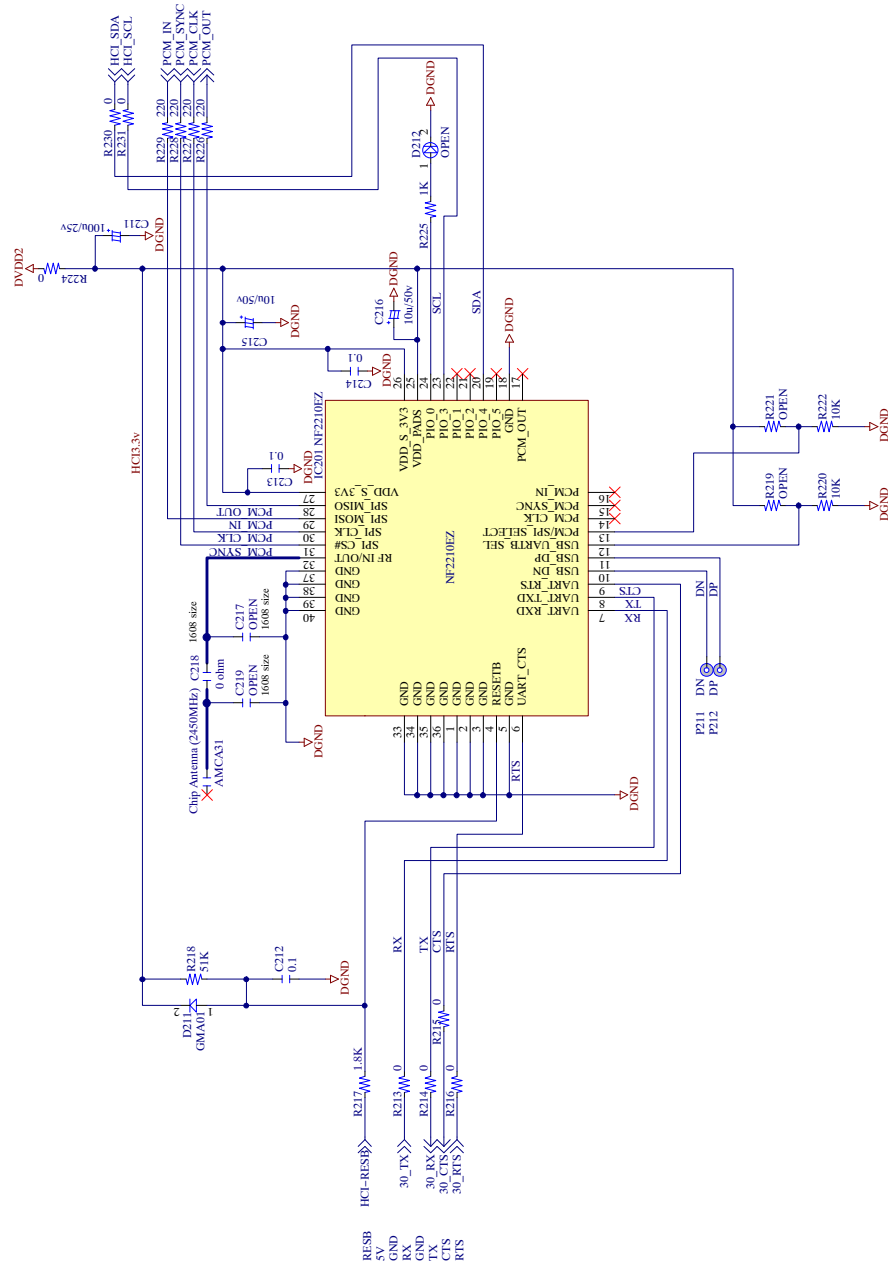 HCI_SDA
HCI_SCL
PCM_IN
PCM_SYNC
PCM_CLK
PCM_OUT
R230 0
R231 0
R229 220
R228 220
R227 220
R226 220
DVDD2
0
R224
100u/25v
C211
DGND
HCI3.3v
10u/50v
C215
DGND
C216
10u/50v
DGND
R225 1K
D212
OPEN
1
2
DGND
SCL
SDA
DGND
C214
0.1
DGND
C213
0.1
DGND
IC201 NF2210EZ
NF2210EZ
26 VDD_S_3V3
25 VDD_PADS
24 PIO_0
23 PIO_3
22 PIO_1
21 PIO_2
20 PIO_4
19 PIO_5
18 GND
17 PCM_OUT
27 VDD_S_3V3
28 SPI_MISO
29 SPI_MOSI
30 SPI_CLK
31 SPI_CS#
32 RF IN/OUT
37 GND
38 GND
39 GND
40 GND
PCM_OUT
PCM_IN
PCM_CLK
PCM_SYNC
16 PCM_IN
15 PCM_SYNC
14 PCM_CLK
13 PCM/SPI_SELECT
12 USB_UARTB_SEL
11 USB_DP
10 USB_DN
9 UART_RTS
8 UART_TXD
7 UART_RXD
CTS
TX
RX
33 GND
34 GND
35 GND
36 GND
1 GND
2 GND
3 GND
4 RESETB
5 GND
6 UART_CTS
RTS
DGND
Chip Antenna (2450MHz)
AMCA31
C218
0 ohm
1608 size
C217
OPEN
1608 size
C219
OPEN
1608 size
DGND
R221
OPEN
R222
10K
DGND
R219
OPEN
R220
10K
DGND
DN
DP
P211 DN
P212 DP
R218
51K
C212
0.1
DGND
D211
GMA01
2
1
RX
TX
CTS
RTS
R217 1.8K
R213 0
R214 0
R215 0
R216 0
HCI-RESB
30_TX
30_RX
30_CTS
30_RTS
RESB
5V
GND
RX
GND
TX
CTS
RTS